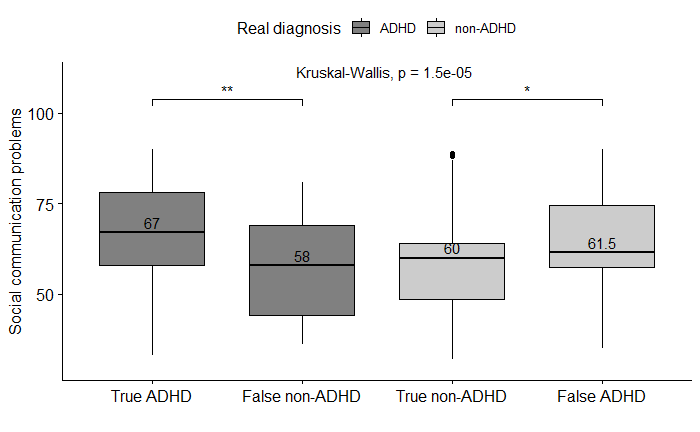 Real diagnosis ADHD non-ADHD
Kruskal-Wallis, p = 1.5e-05
** *
100
75
50
Social communication problems
67
58
60
61.5
True ADHD False non-ADHD True non-ADHD False ADHD